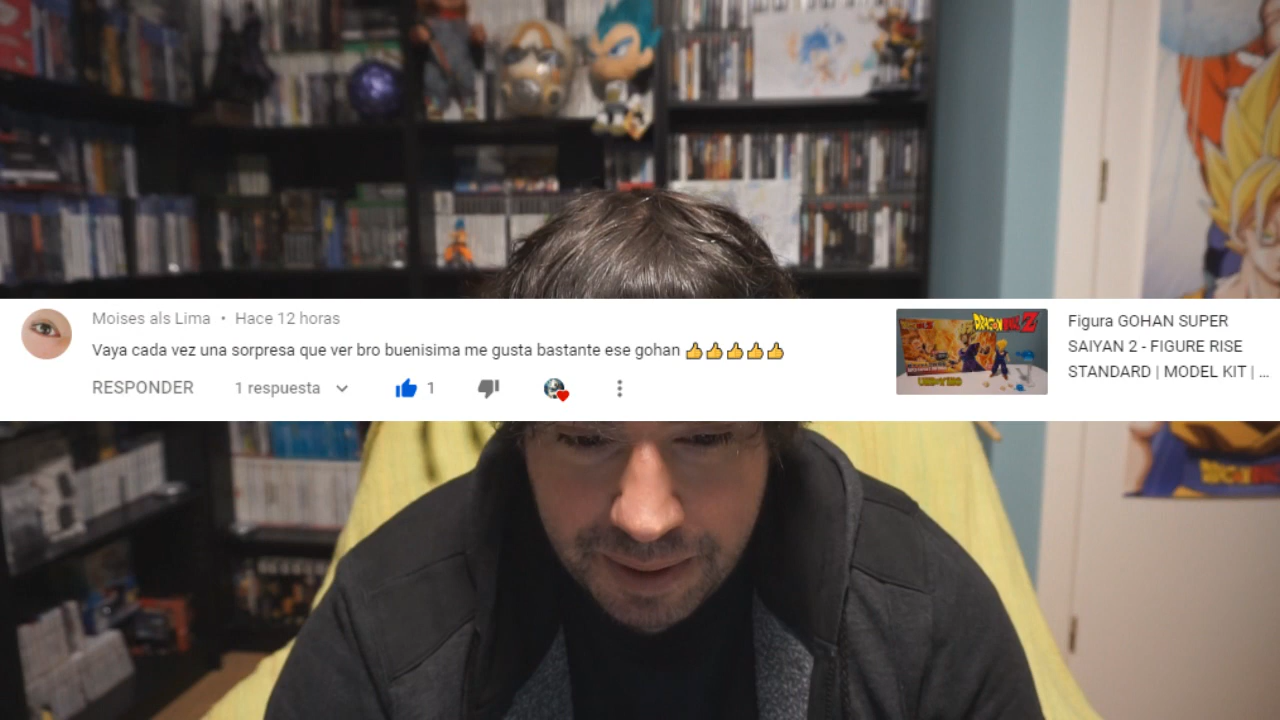 Moises als Lima • Hace 12 horas
Vaya cada vez una sorpresa que ver bro buenisima me gusta bastante ese gohan 👍👍👍👍👍
RESPONDER 1 respuesta 1
Figura GOHAN SUPER
SAIYAN 2 - FIGURE RISE
STANDARD | MODEL KIT | ...
DRAGON BALL Z